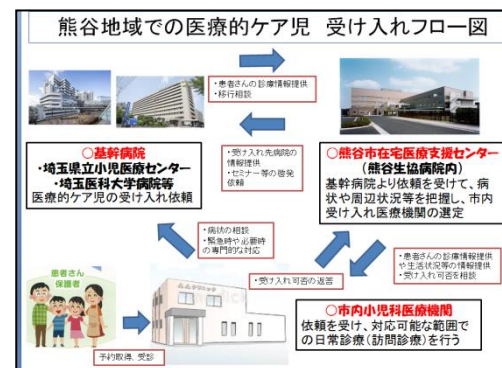 熊谷地域での医療的ケア児 受け入れフロー図
・患者さんの診療情報提供
・移行相談
・受け入れ先病院の
情報提供
・セミナー等の啓発
依頼
○基幹病院
・埼玉県立小児医療センター
・埼玉医科大学病院等
医療的ケア児の受け入れ依頼
○熊谷市在宅医療支援センター
(熊谷生協病院内)
基幹病院より依頼を受けて、病
状や周辺状況等を把握し、市内
受け入れ医療機関の選定
・病状の相談
・緊急時や必要時
の専門的な対応
・受け入れ可否の返答
・患者さんの診療情報提供
や生活状況等の情報提供
・受け入れ可否を相談
患者さん
保護者
予約取得、受診
○市内小児科医療機関
依頼を受け、対応可能な範囲で
の日常診療(訪問診療)を行う